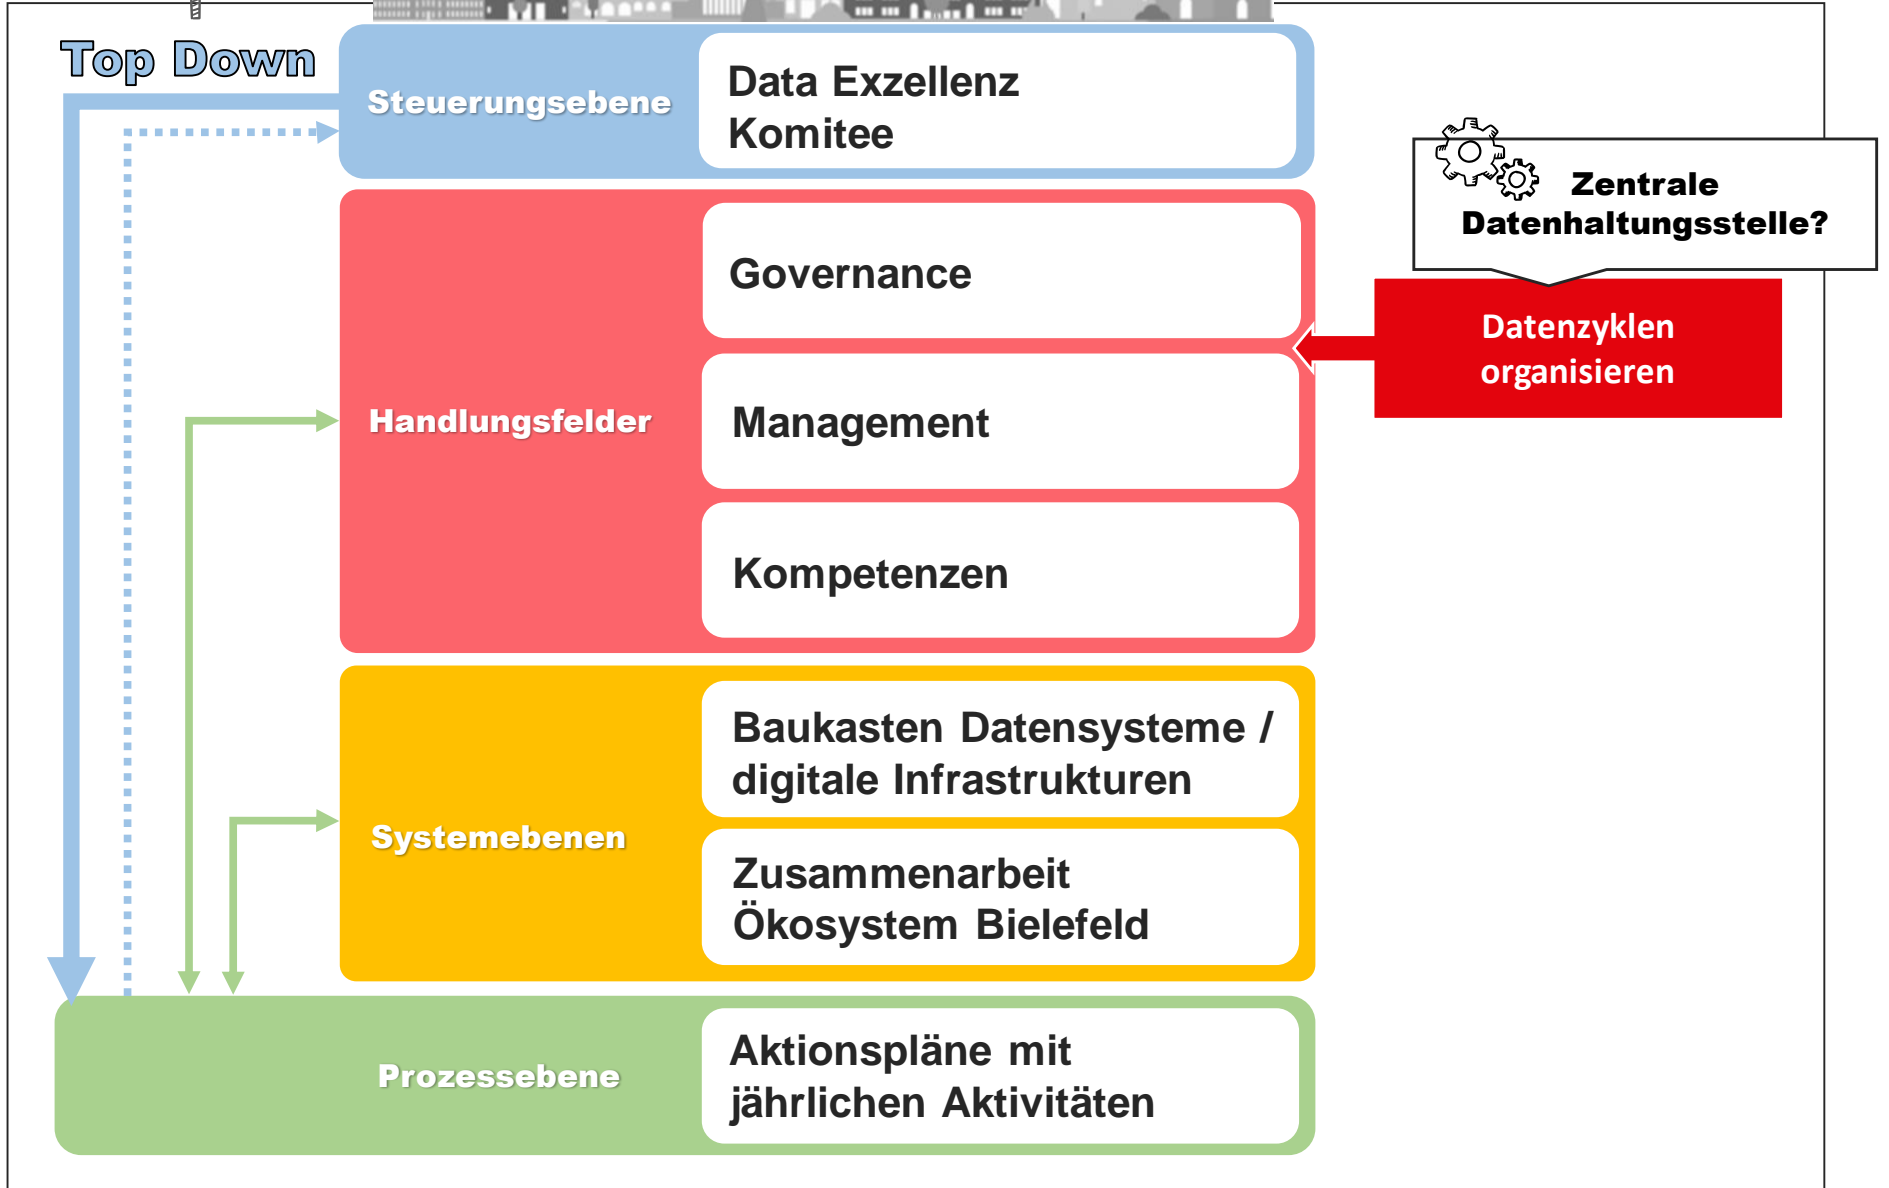 Top Down
Steuerungsebene
Data Exzellenz
Komitee
Zentrale
Datenhaltungsstelle?
Datenzyklen
organisieren
Handlungsfelder
Governance
Management
Kompetenzen
Systemebenen
Baukasten Datensysteme /
digitale Infrastrukturen
Zusammenarbeit
Ökosystem Bielefeld
Prozessebene
Aktionspläne mit
jährlichen Aktivitäten